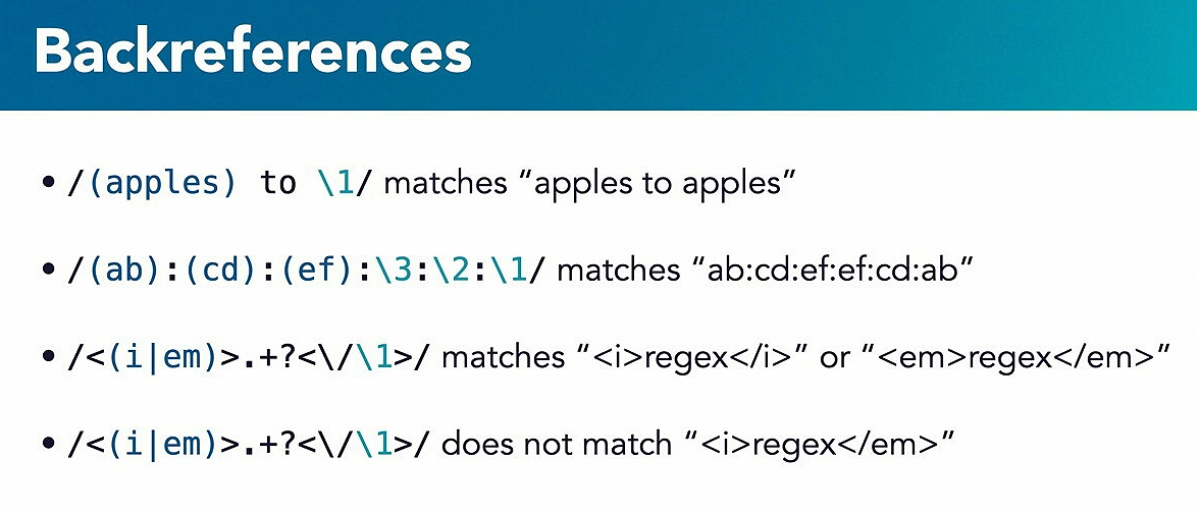 Backreferences
• /(apples) to \1/ matches “apples to apples”
• /(ab):(cd):(ef):\3:\2:\1/ matches “ab:cd:ef:ef:cd:ab”
• /<(i|em)>.+?<\/\1>/ matches “<i>regex</i>” or “<em>regex</em>”
• /<(i|em)>.+?<\/\1>/ does not match “<i>regex</em>”